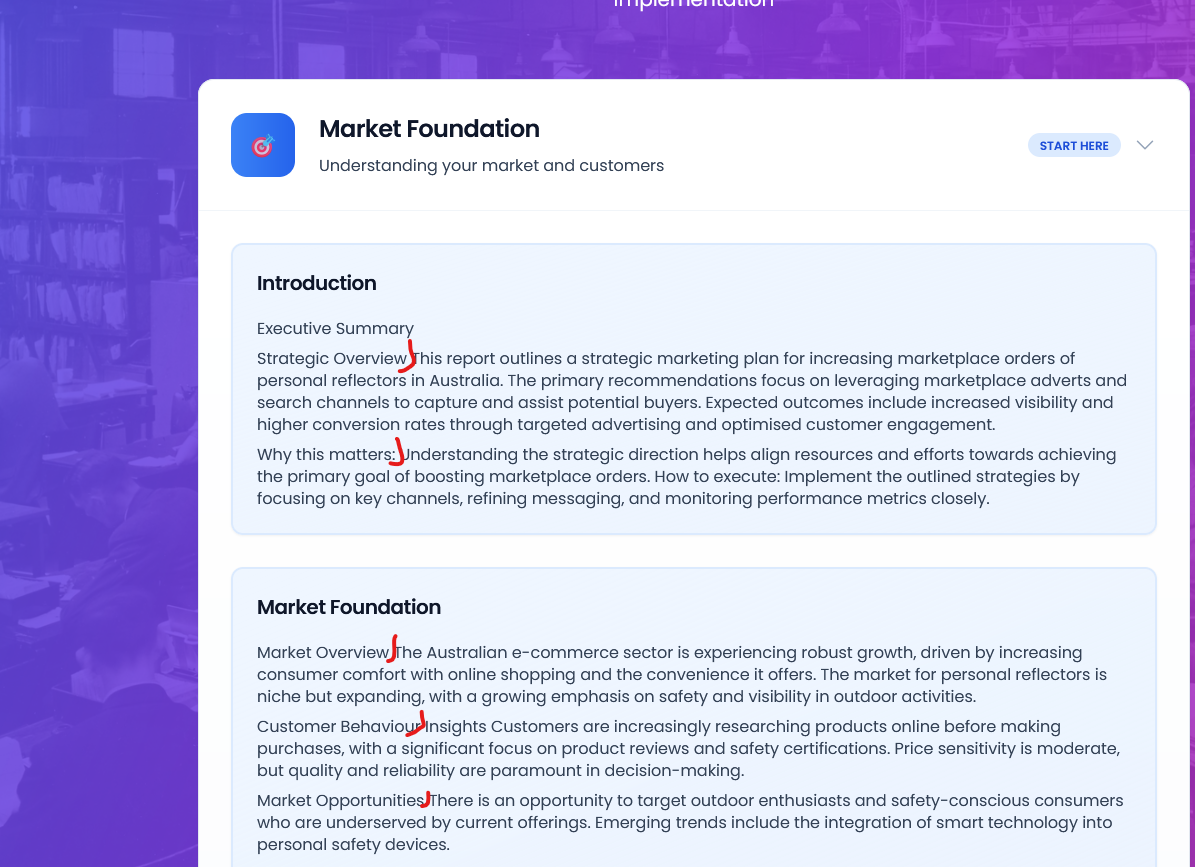 implementation
Market Foundation
Understanding your market and customers
START HERE
Introduction
Executive Summary
Strategic Overview This report outlines a strategic marketing plan for increasing marketplace orders of
personal reflectors in Australia. The primary recommendations focus on leveraging marketplace adverts and
search channels to capture and assist potential buyers. Expected outcomes include increased visibility and
higher conversion rates through targeted advertising and optimised customer engagement.
Why this matters: Understanding the strategic direction helps align resources and efforts towards achieving
the primary goal of boosting marketplace orders. How to execute: Implement the outlined strategies by
focusing on key channels, refining messaging, and monitoring performance metrics closely.
Market Foundation
Market Overview The Australian e-commerce sector is experiencing robust growth, driven by increasing
consumer comfort with online shopping and the convenience it offers. The market for personal reflectors is
niche but expanding, with a growing emphasis on safety and visibility in outdoor activities.
Customer Behaviour Insights Customers are increasingly researching products online before making
purchases, with a significant focus on product reviews and safety certifications. Price sensitivity is moderate,
but quality and reliability are paramount in decision-making.
Market Opportunities There is an opportunity to target outdoor enthusiasts and safety-conscious consumers
who are underserved by current offerings. Emerging trends include the integration of smart technology into
personal safety devices.